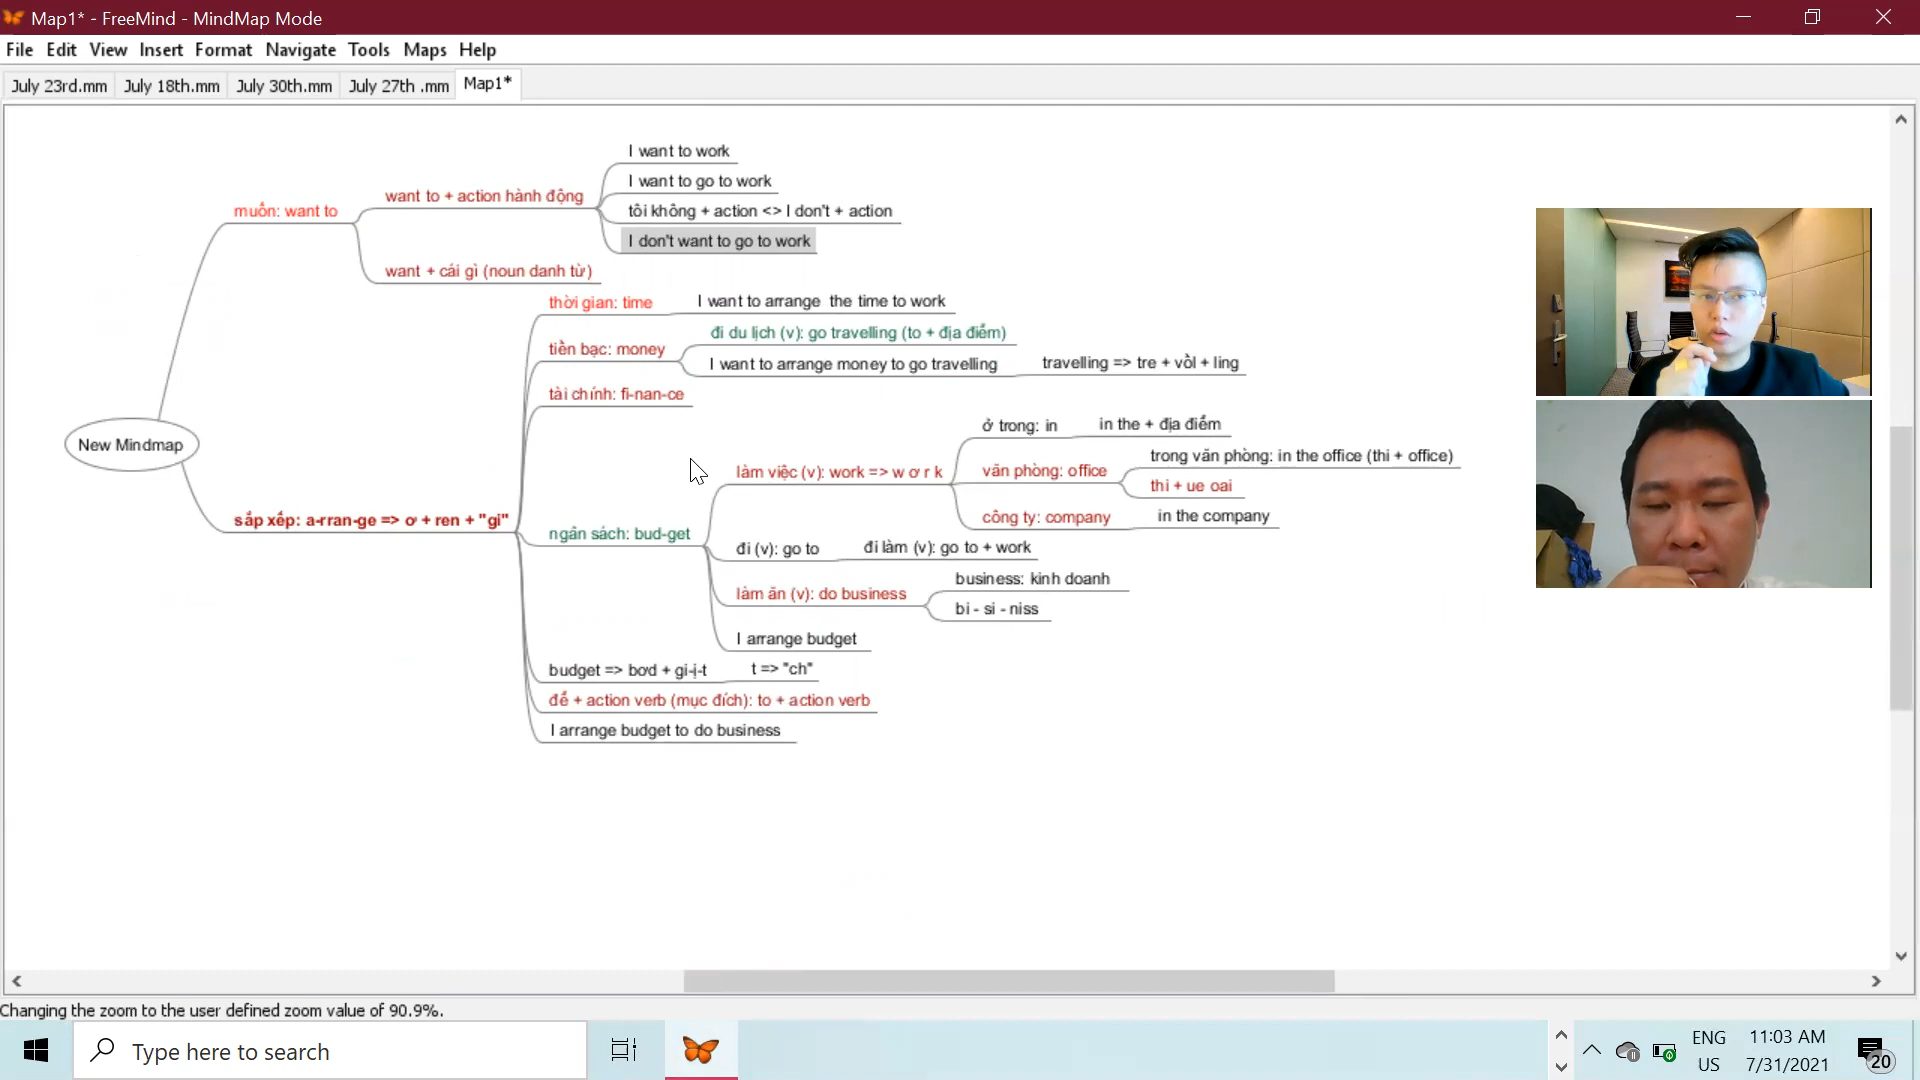 Map1* - FreeMind - MindMap Mode
File Edit View Insert Format Navigate Tools Maps Help
July 23rd.mm July 18th.mm July 30th.mm July 27th .mm Map1*
New Mindmap
muốn: want to
want to + action hành động
I want to work
I want to go to work
tôi không + action <> I don't + action
I don't want to go to work
want + cái gì (noun danh từ)
sắp xếp: a-rran-ge => ơ + ren + "gi"
thời gian: time
I want to arrange  the time to work
tiền bạc: money
đi du lịch (v): go travelling (to + địa điểm)
I want to arrange money to go travelling
travelling => tre + vồl + ling
tài chính: fi-nan-ce
ngân sách: bud-get
làm việc (v): work => w ơ r k
ở trong: in
in the + địa điểm
văn phòng: office
trong văn phòng: in the office (thi + office)
thi + ue oai
công ty: company
in the company
đi (v): go to
đi làm (v): go to + work
làm ăn (v): do business
business: kinh doanh
bi - si - niss
I arrange budget
budget => bơd + gi-ị-t
t => "ch"
để + action verb (mục đích): to + action verb
I arrange budget to do business
Changing the zoom to the user defined zoom value of 90.9%.
Type here to search
ENG
US
11:03 AM
7/31/2021
20